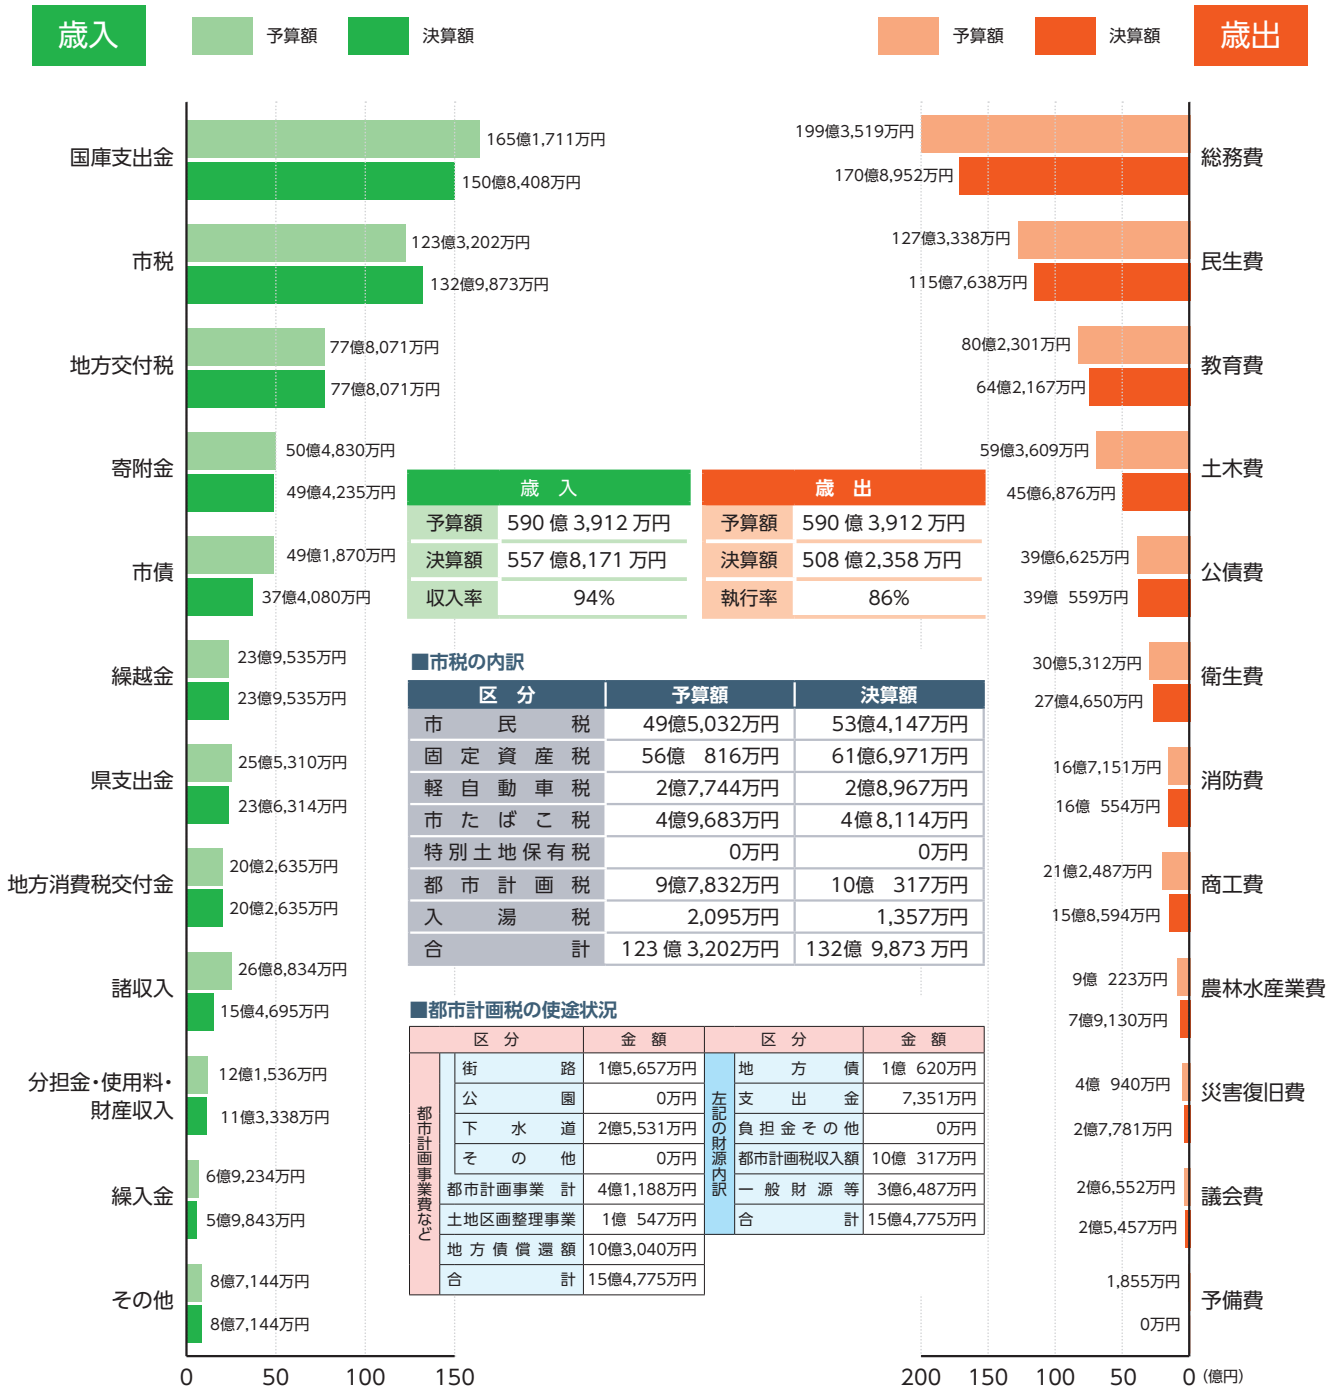 歳入
予算額
決算額
予算額
決算額
歳出
国庫支出金
165億1,711万円
150億8,408万円
市税
123億3,202万円
132億9,873万円
地方交付税
77億8,071万円
77億8,071万円
寄附金
50億4,830万円
49億4,235万円
市債
49億1,870万円
37億4,080万円
繰越金
23億9,535万円
23億9,535万円
県支出金
25億5,310万円
23億6,314万円
地方消費税交付金
20億2,635万円
20億2,635万円
諸収入
26億8,834万円
15億4,695万円
分担金・使用料・
財産収入
12億1,536万円
11億3,338万円
繰入金
6億9,234万円
5億9,843万円
その他
8億7,144万円
8億7,144万円
0 50 100 150
199億3,519万円
170億8,952万円
総務費
127億3,338万円
115億7,638万円
民生費
80億2,301万円
64億2,167万円
教育費
59億3,609万円
45億6,876万円
土木費
39億6,625万円
39億 559万円
公債費
30億5,312万円
27億4,650万円
衛生費
16億7,151万円
16億 554万円
消防費
21億2,487万円
15億8,594万円
商工費
9億 223万円
7億9,130万円
農林水産業費
4億 940万円
2億7,781万円
災害復旧費
2億6,552万円
2億5,457万円
議会費
1,855万円
0万円
予備費
200 150 100 50 0 (億円)
歳 入
予算額 590億3,912万円
決算額 557億8,171万円
収入率 94%
歳 出
予算額 590億3,912万円
決算額 508億2,358万円
執行率 86%
■市税の内訳
区 分 予算額 決算額
市民税 49億5,032万円 53億4,147万円
固定資産税 56億 816万円 61億6,971万円
軽自動車税 2億7,744万円 2億8,967万円
市たばこ税 4億9,683万円 4億8,114万円
特別土地保有税 0万円 0万円
都市計画税 9億7,832万円 10億 317万円
入湯税 2,095万円 1,357万円
合計 123億3,202万円 132億9,873万円
■都市計画税の使途状況
区 分 金 額 区 分 金 額
都市計画事業費など
街路 1億5,657万円
公園 0万円
下水道 2億5,531万円
その他 0万円
都市計画事業 計 4億1,188万円
土地区画整理事業 1億 547万円
地方債償還額 10億3,040万円
合計 15億4,775万円
左記の財源内訳
地方債 1億 620万円
支出金 7,351万円
負担金その他 0万円
都市計画税収入額 10億 317万円
一般財源等 3億6,487万円
合計 15億4,775万円